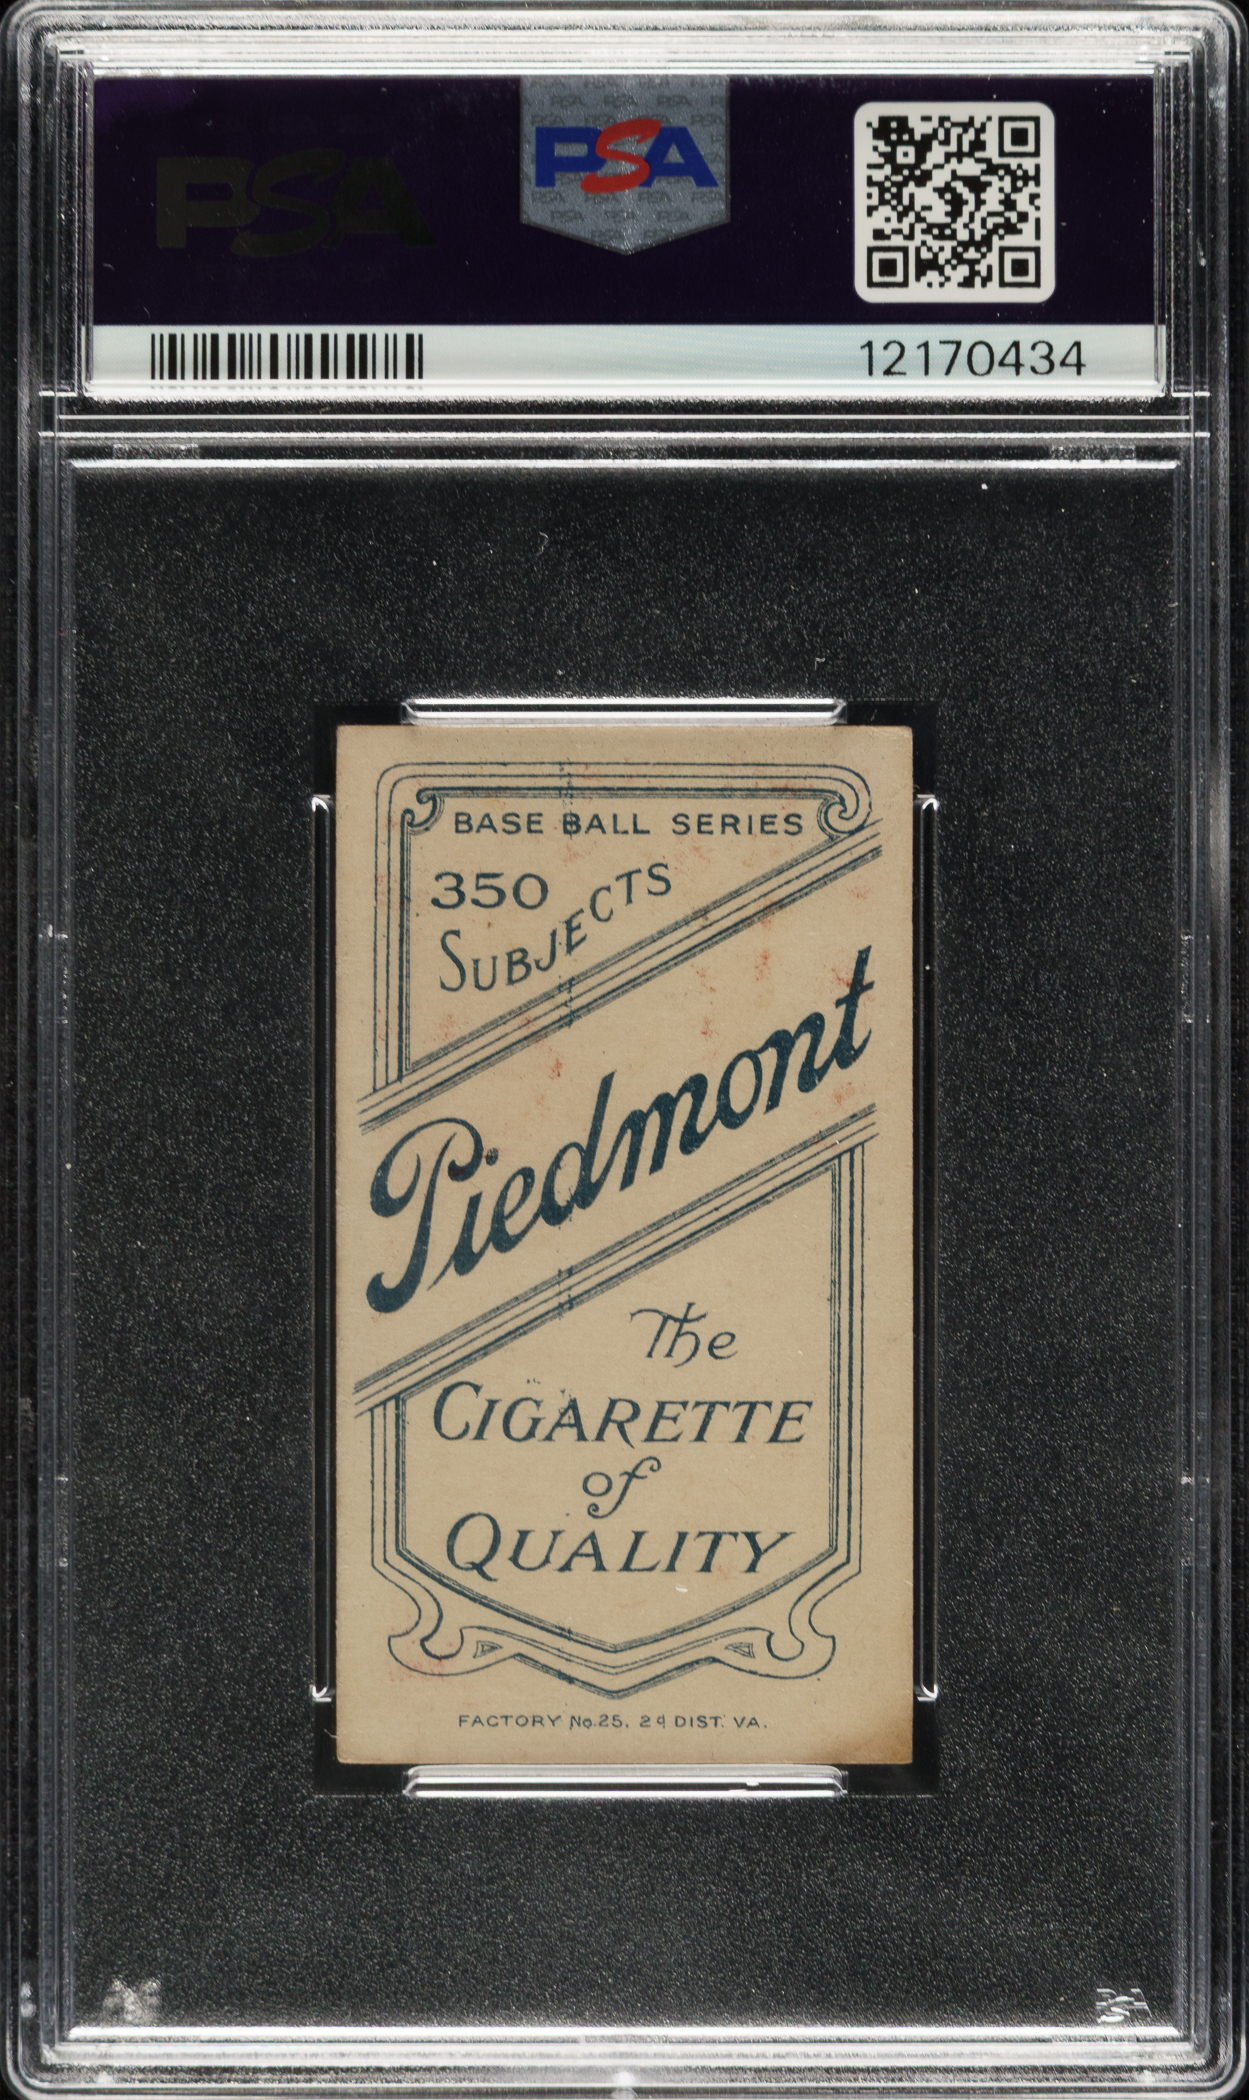 PSA
PSA
12170434
BASE BALL SERIES
350
SUBJECTS
Piedmont
The
CIGARETTE
of
QUALITY
FACTORY No. 25, 2d DIST. VA.